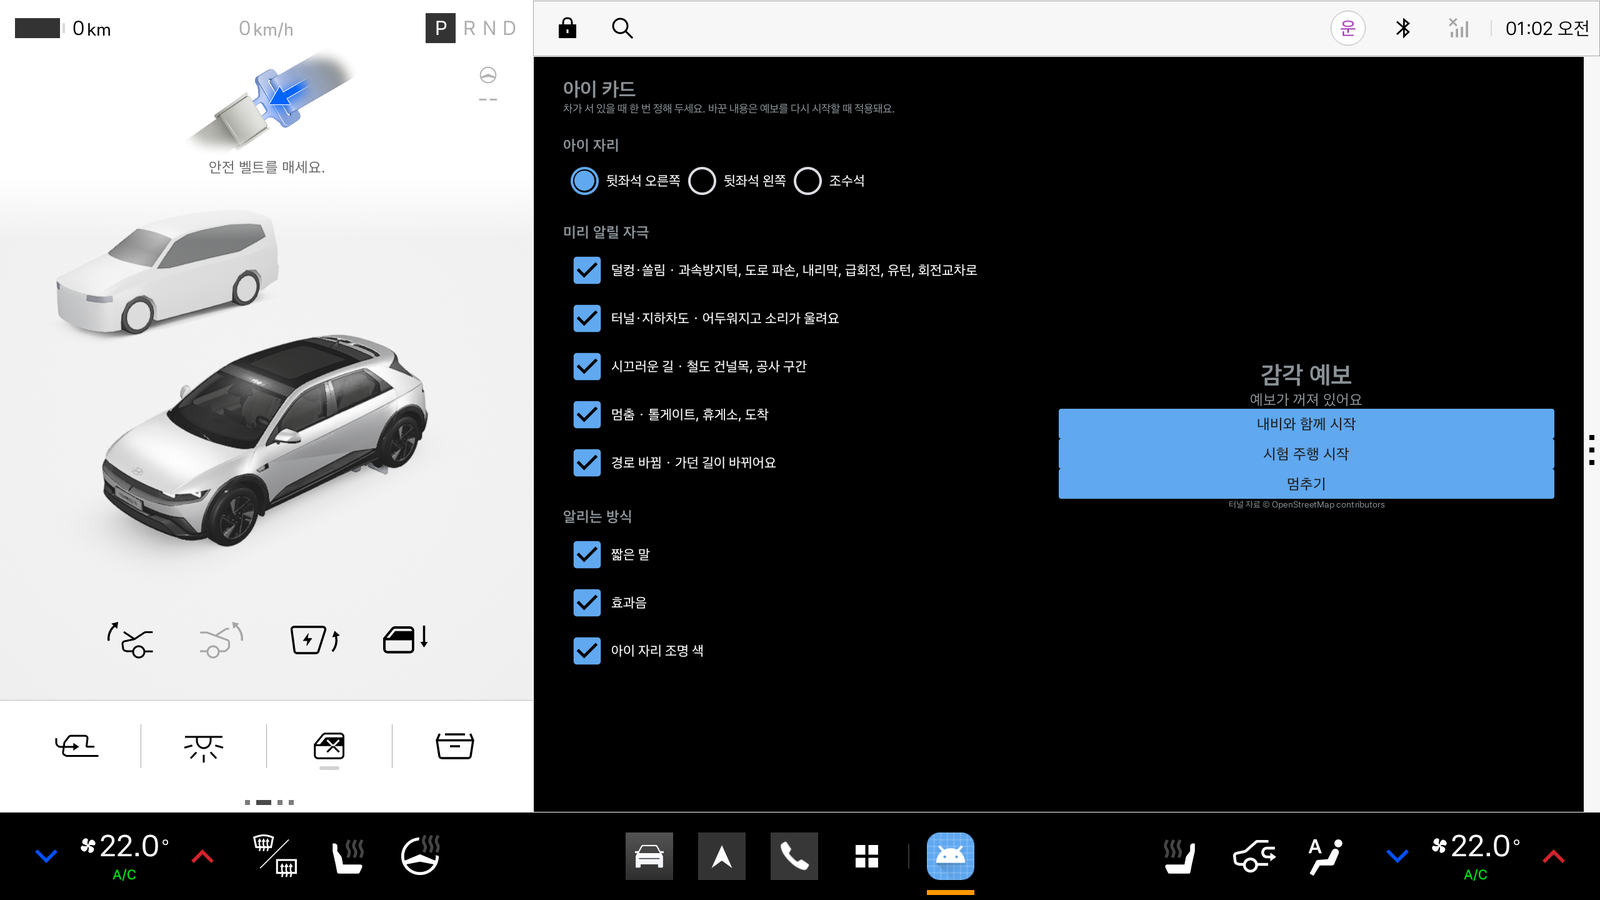 0 km
0 km/h
P R N D
안전 벨트를 매세요.
운
01:02 오전
아이 카드
차가 서 있을 때 한 번 정해 두세요. 바꾼 내용은 예보를 다시 시작할 때 적용돼요.
아이 자리
뒷좌석 오른쪽 뒷좌석 왼쪽 조수석
미리 알릴 자극
덜컹·쏠림 · 과속방지턱, 도로 파손, 내리막, 급회전, 유턴, 회전교차로
터널·지하차도 · 어두워지고 소리가 울려요
시끄러운 길 · 철도 건널목, 공사 구간
멈춤 · 톨게이트, 휴게소, 도착
경로 바뀜 · 가던 길이 바뀌어요
알리는 방식
짧은 말
효과음
아이 자리 조명 색
감각 예보
예보가 꺼져 있어요
내비와 함께 시작
시험 주행 시작
멈추기
터널 자료 © OpenStreetMap contributors
22.0°
A/C
A
22.0°
A/C